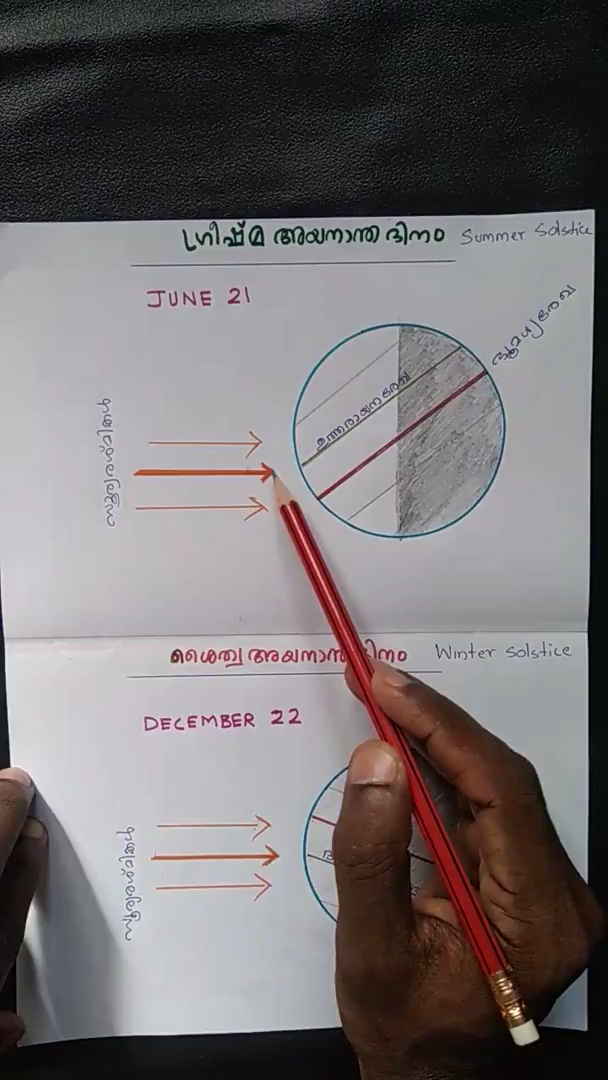 ഗ്രീഷ്മ അയനാന്ത ദിനം Summer Solstice
JUNE 21
ഭൂമധ്യരേഖ
ഉത്തരായനരേഖ
സൂര്യരശ്മികൾ
ശൈത്യ അയനാന്ത ദിനം Winter Solstice
DECEMBER 22
സൂര്യരശ്മികൾ